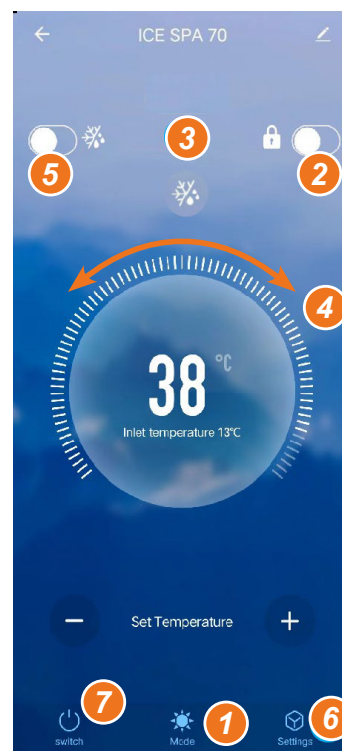 ICE SPA 70
3
5
2
4
38 °C
Inlet temperature 13℃
Set Temperature
7
1
6
switch
Mode
Settings